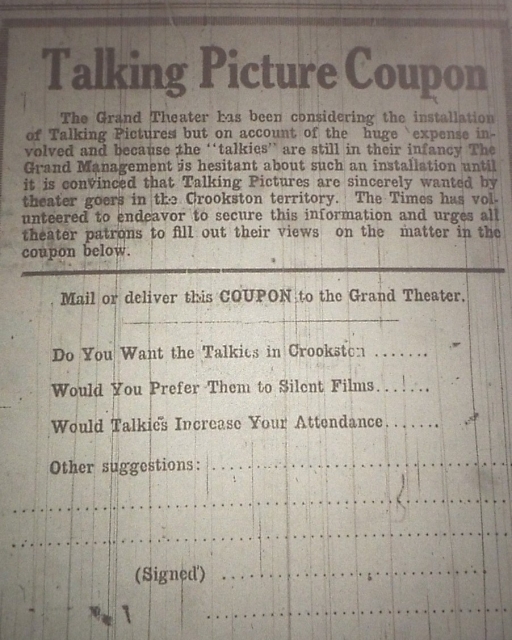 Talking Picture Coupon
The Grand Theater has been considering the installation
of Talking Pictures but on account of the huge expense in-
volved and because the "talkies" are still in their infancy The
Grand Management is hesitant about such an installation until
it is convinced that Talking Pictures are sincerely wanted by
theater goers in the Crookston territory. The Times has vol-
unteered to endeavor to secure this information and urges all
theater patrons to fill out their views on the matter in the
coupon below.
Mail or deliver this COUPON to the Grand Theater.
Do You Want the Talkies in Crookston .......
Would You Prefer Them to Silent Films.......
Would Talkies Increase Your Attendance.......
Other suggestions: ........................................
(Signed) ........................................